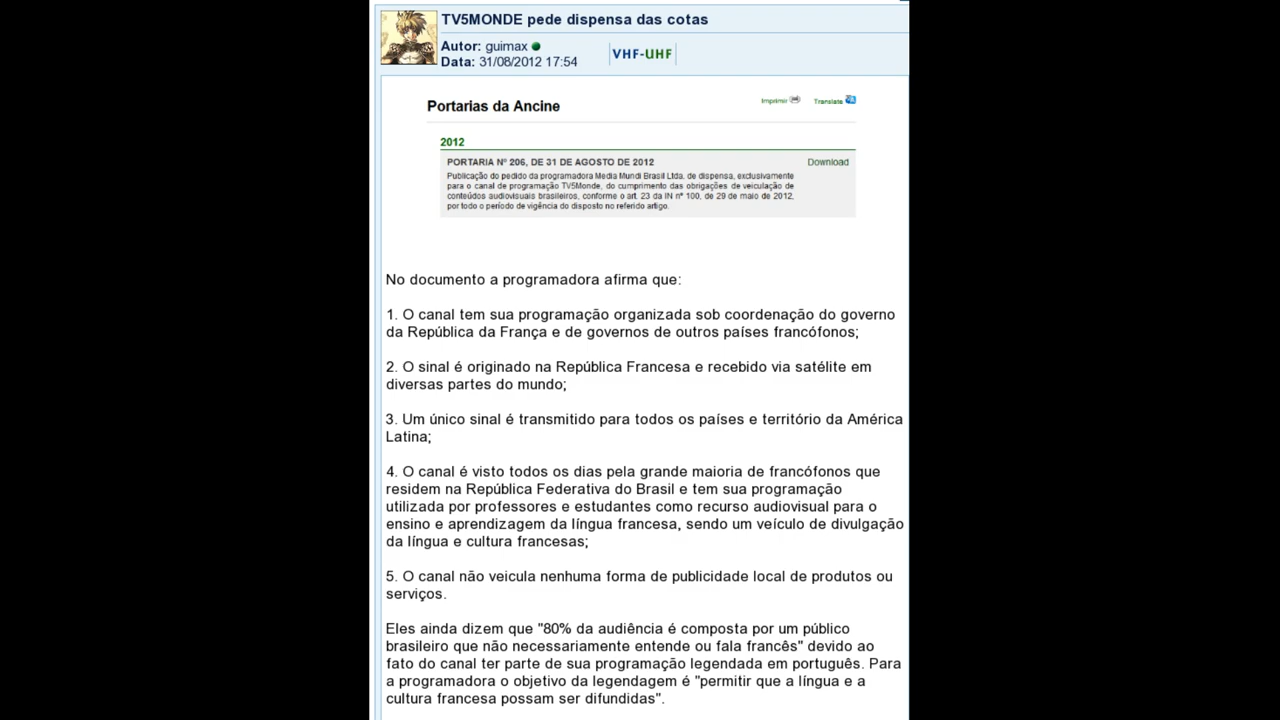 TV5MONDE pede dispensa das cotas
Autor: guimax
Data: 31/08/2012 17:54
VHF-UHF
Portarias da Ancine
Imprimir
Translate
2012
PORTARIA Nº 206, DE 31 DE AGOSTO DE 2012
Download
Publicação do pedido da programadora Media Mundi Brasil Ltda. de dispensa, exclusivamente
para o canal de programação TV5Monde, do cumprimento das obrigações de veiculação de
conteúdos audiovisuais brasileiros, conforme o art. 23 da IN nº 100, de 29 de maio de 2012,
por todo o período de vigência do disposto no referido artigo.
No documento a programadora afirma que:
1. O canal tem sua programação organizada sob coordenação do governo
da República da França e de governos de outros países francófonos;
2. O sinal é originado na República Francesa e recebido via satélite em
diversas partes do mundo;
3. Um único sinal é transmitido para todos os países e território da América
Latina;
4. O canal é visto todos os dias pela grande maioria de francófonos que
residem na República Federativa do Brasil e tem sua programação
utilizada por professores e estudantes como recurso audiovisual para o
ensino e aprendizagem da língua francesa, sendo um veículo de divulgação
da língua e cultura francesas;
5. O canal não veicula nenhuma forma de publicidade local de produtos ou
serviços.
Eles ainda dizem que "80% da audiência é composta por um público
brasileiro que não necessariamente entende ou fala francês" devido ao
fato do canal ter parte de sua programação legendada em português. Para
a programadora o objetivo da legendagem é "permitir que a língua e a
cultura francesa possam ser difundidas".